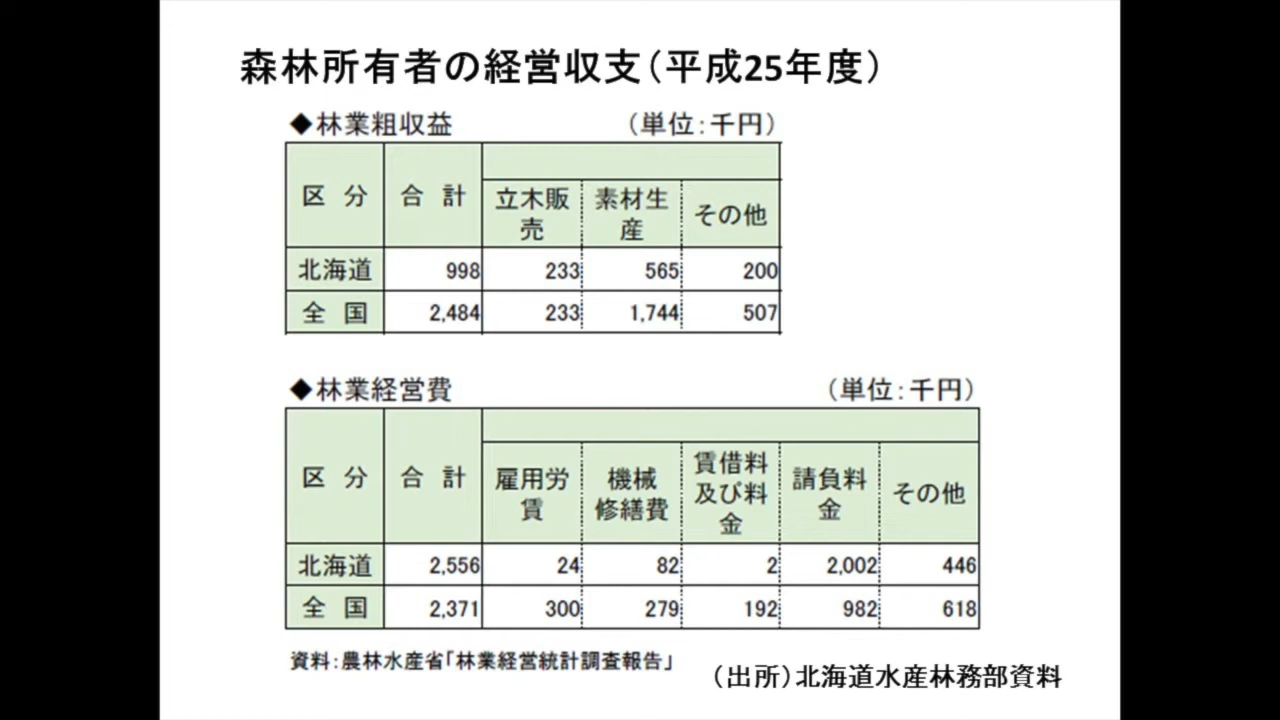 森林所有者の経営収支（平成25年度）
◆林業粗収益 （単位：千円）
区 分 合 計 立木販売 素材生産 その他
北海道 998 233 565 200
全 国 2,484 233 1,744 507
◆林業経営費 （単位：千円）
区 分 合 計 雇用労賃 機械修繕費 賃借料及び料金 請負料金 その他
北海道 2,556 24 82 2 2,002 446
全 国 2,371 300 279 192 982 618
資料：農林水産省「林業経営統計調査報告」
（出所）北海道水産林務部資料